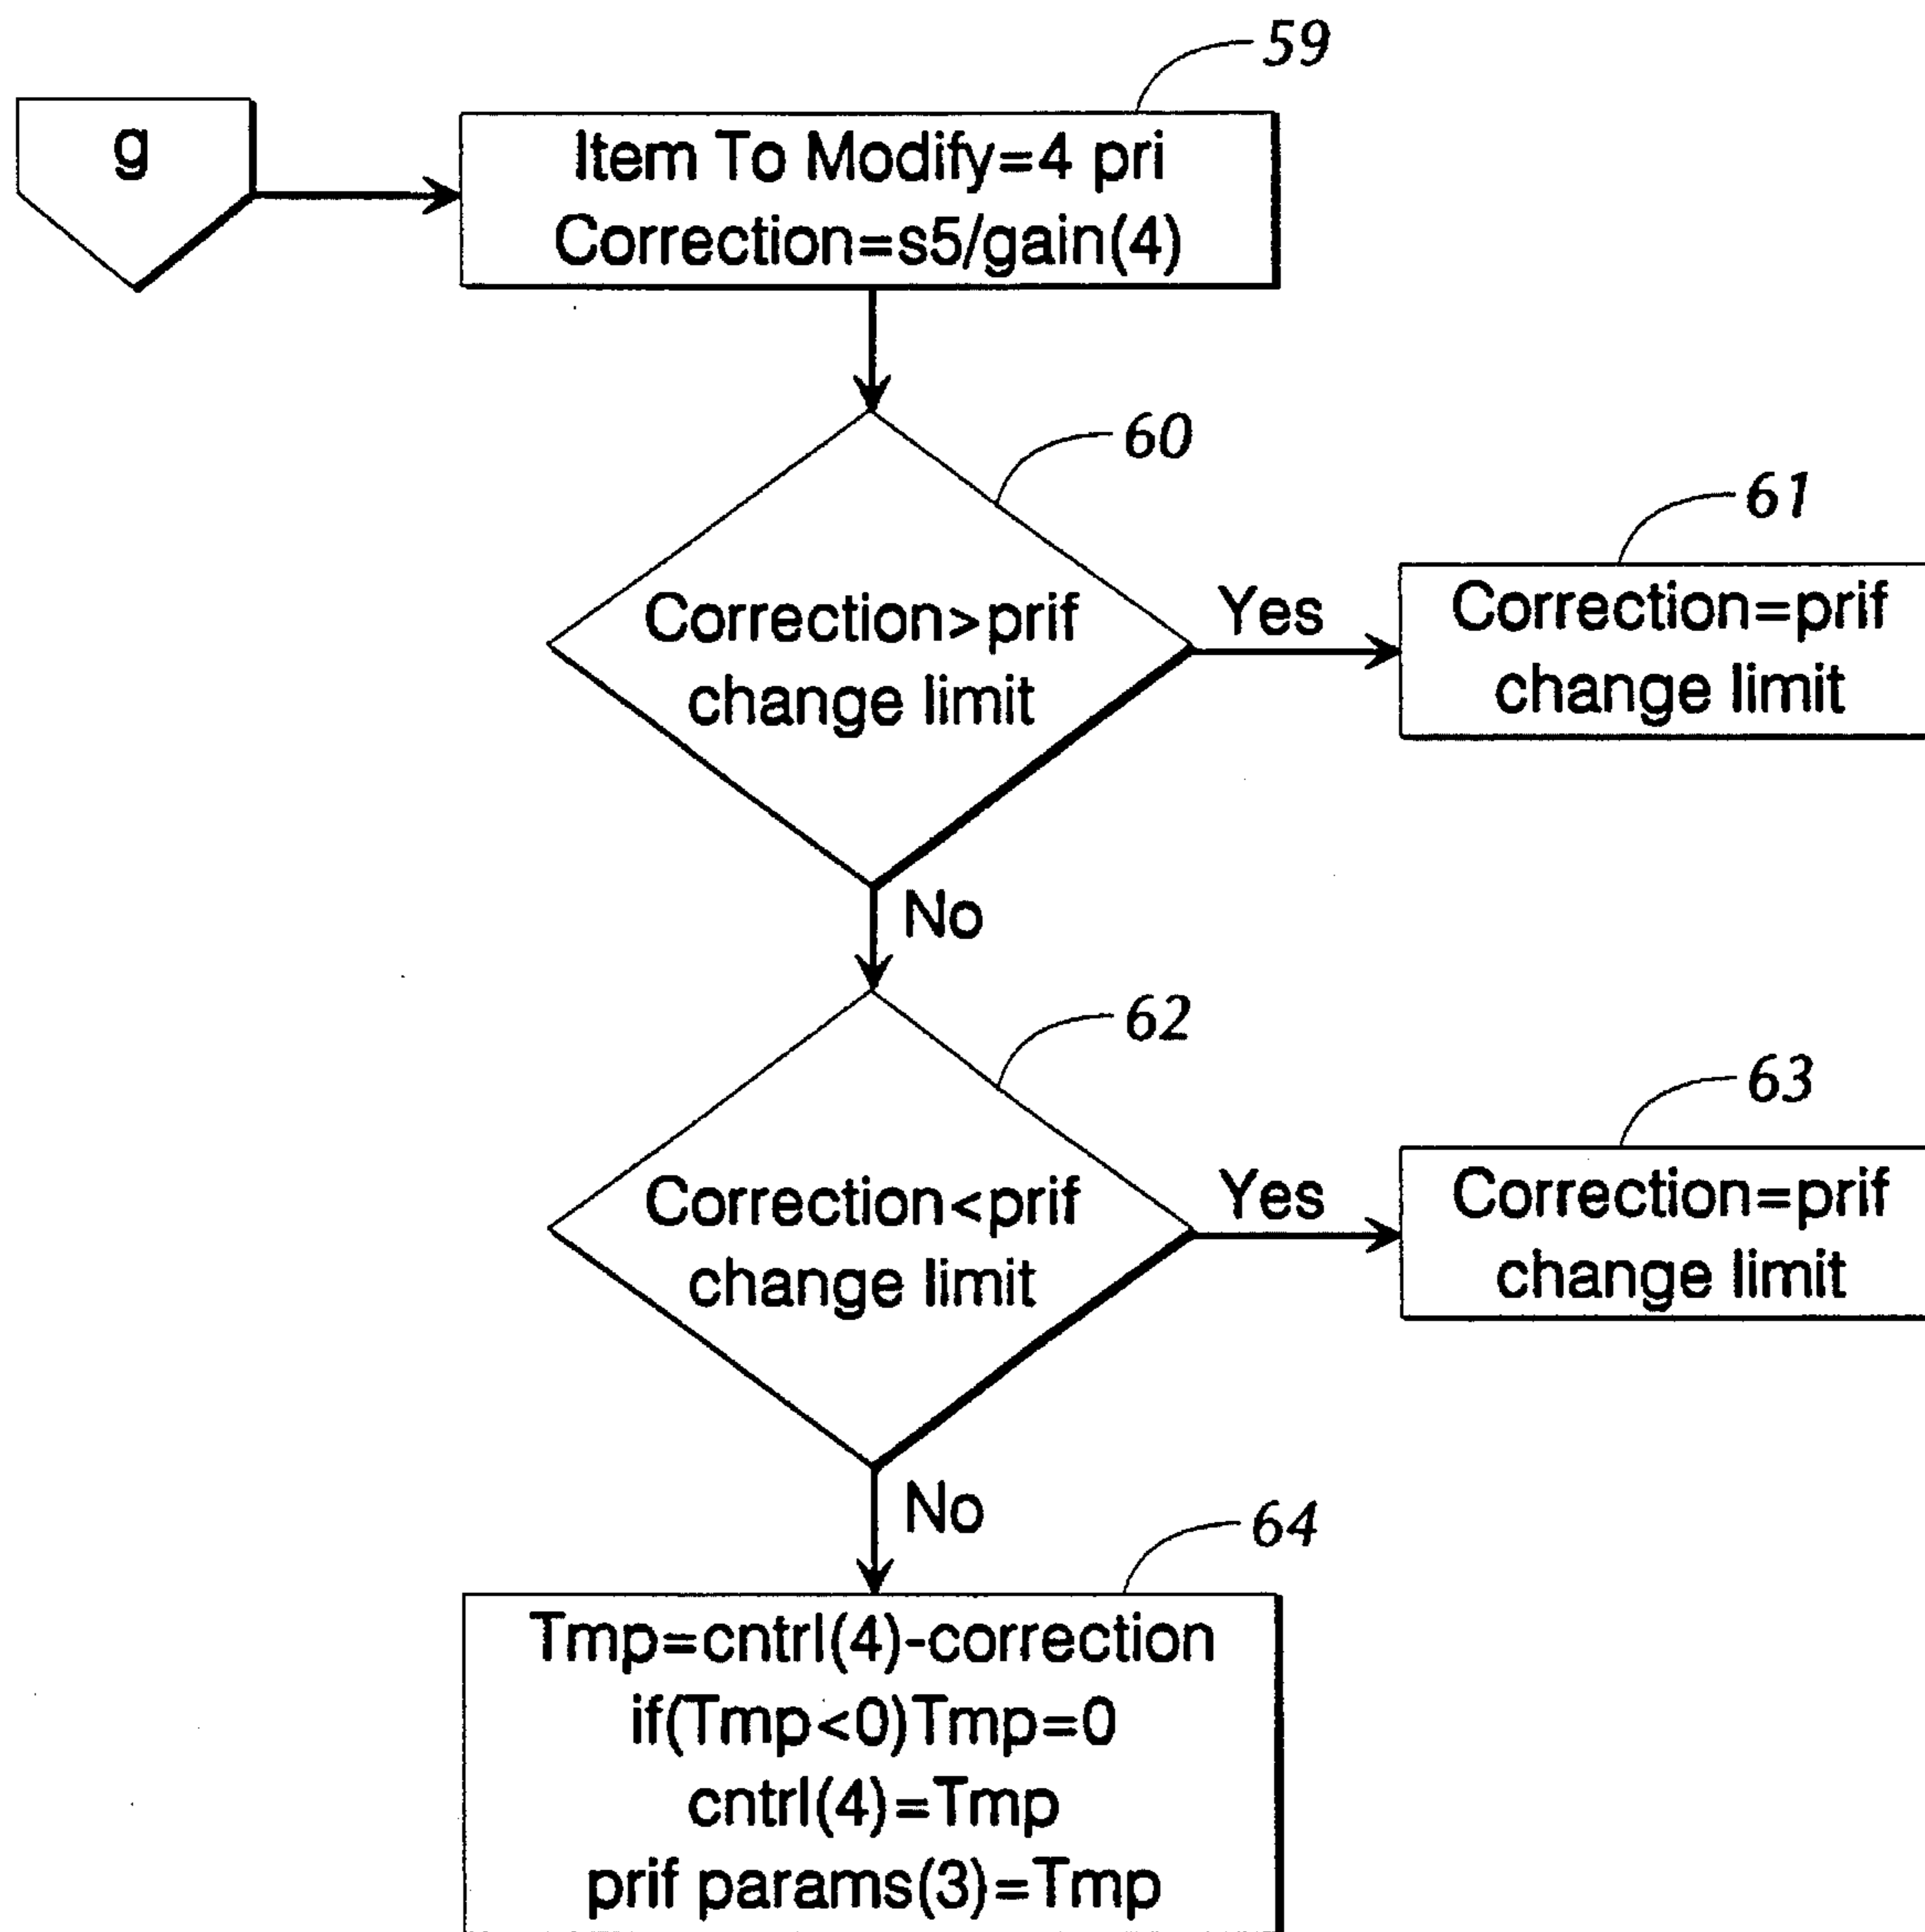 59
g
Item To Modify=4 pri
Correction=s5/gain(4)
60
61
Correction>prif
change limit
Yes
Correction=prif
change limit
No
62
63
Correction<prif
change limit
Yes
Correction=prif
change limit
No
64
Tmp=cntrl(4)-correction
if(Tmp<0)Tmp=0
cntrl(4)=Tmp
prif params(3)=Tmp